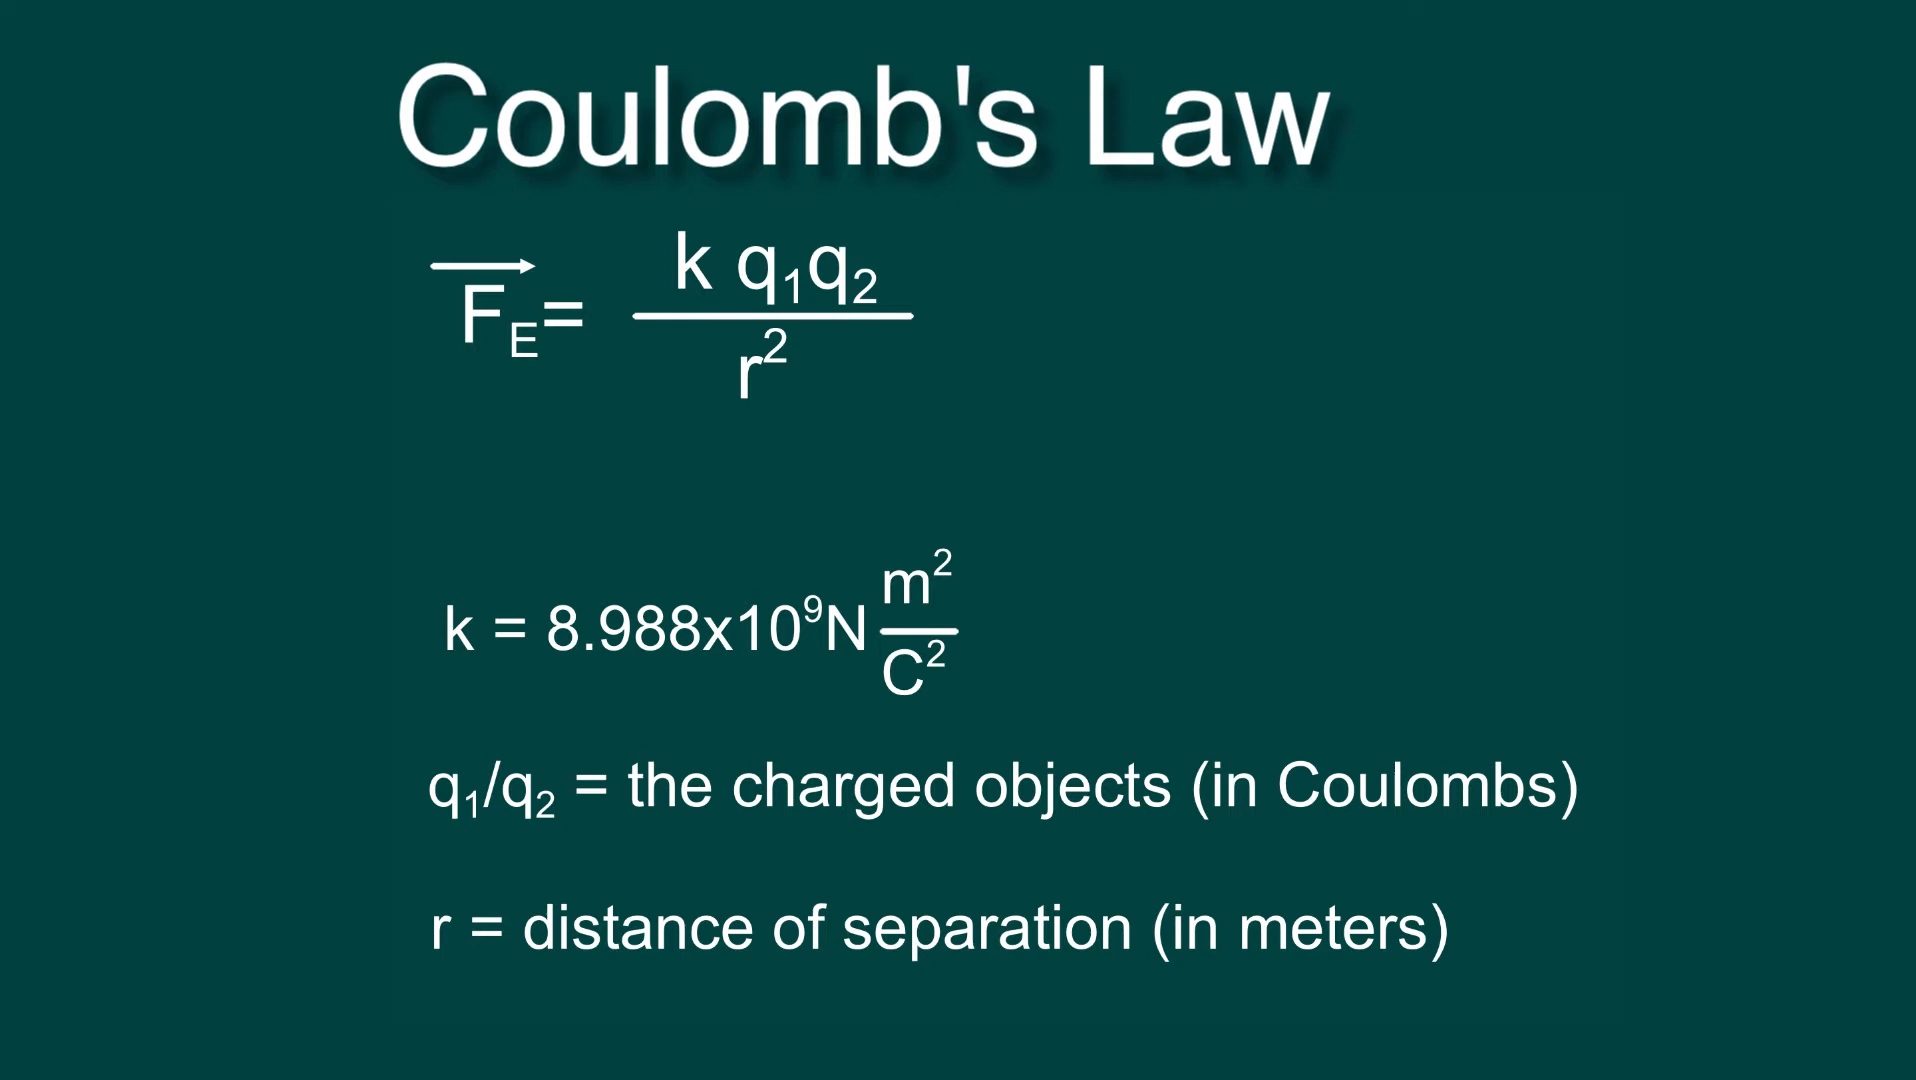 Coulomb's Law
F_E= k q₁q₂ / r²
k = 8.988x10⁹N m² / C²
q₁/q₂ = the charged objects (in Coulombs)
r = distance of separation (in meters)